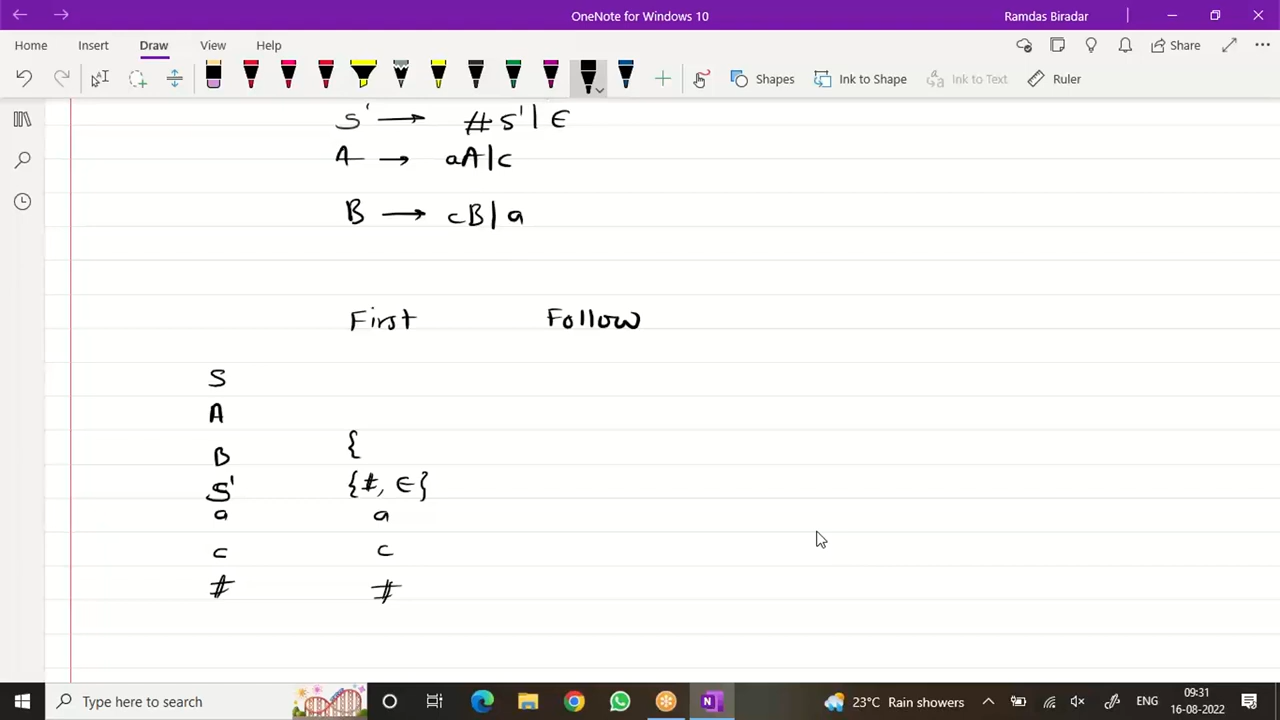 OneNote for Windows 10
Ramdas Biradar
Home Insert Draw View Help
Share
Shapes Ink to Shape Ink to Text Ruler
S' → # S' | ∈
A → aA|c
B → cB|a
First Follow
S
A
B {
S' {#, ∈}
a a
c c
# #
Type here to search
23°C Rain showers
ENG
09:31
16-08-2022